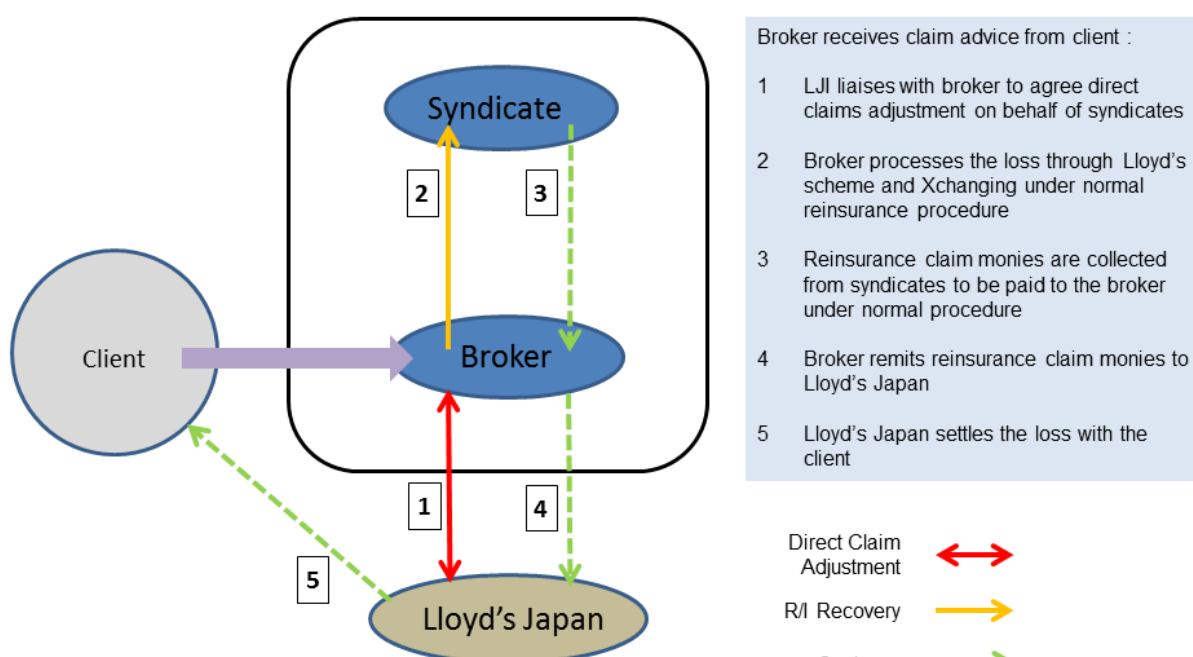 Syndicate
2
3
Client
Broker
1
4
5
Lloyd's Japan
Broker receives claim advice from client :
1 LJI liaises with broker to agree direct
claims adjustment on behalf of syndicates
2 Broker processes the loss through Lloyd's
scheme and Xchanging under normal
reinsurance procedure
3 Reinsurance claim monies are collected
from syndicates to be paid to the broker
under normal procedure
4 Broker remits reinsurance claim monies to
Lloyd's Japan
5 Lloyd's Japan settles the loss with the
client
Direct Claim
Adjustment
R/I Recovery